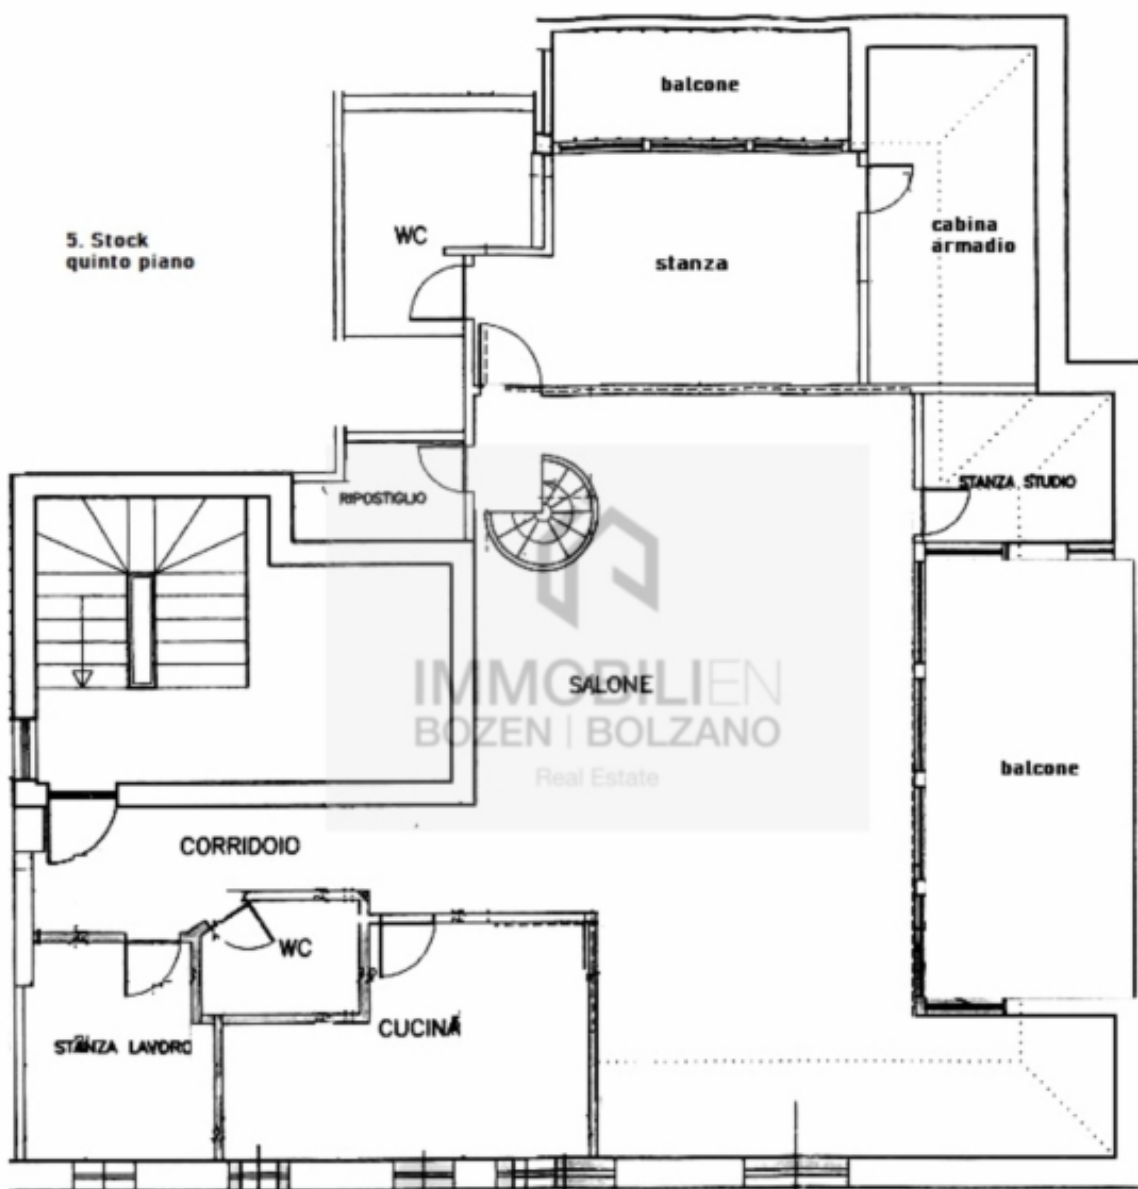 balcone
5. Stock
quinto piano
WC
stanza
cabina
armadio
RIPOSTIGLIO
STANZA STUDIO
IMMOBILIEN
BOZEN | BOLZANO
Real Estate
SALONE
balcone
CORRIDOIO
WC
CUCINA
STANZA LAVORO